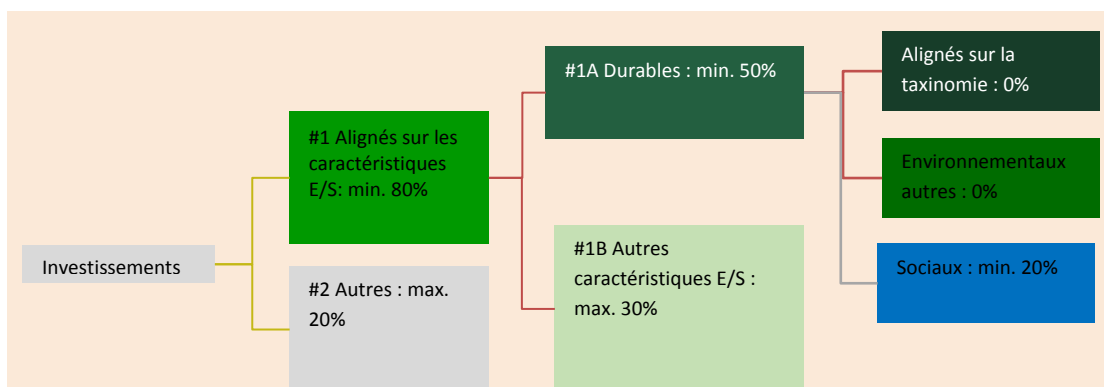 Investissements
#1 Alignés sur les
caractéristiques
E/S: min. 80%
#2 Autres : max.
20%
#1A Durables : min. 50%
#1B Autres
caractéristiques E/S :
max. 30%
Alignés sur la
taxinomie : 0%
Environnementaux
autres : 0%
Sociaux : min. 20%